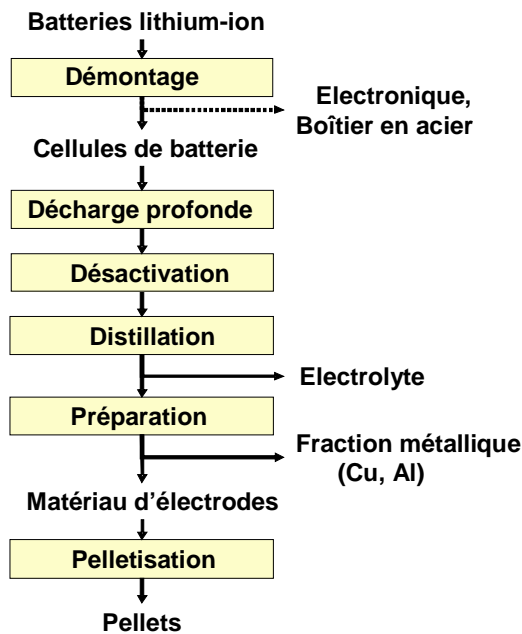 Batteries lithium-ion
Démontage
Electronique,
Boîtier en acier
Cellules de batterie
Décharge profonde
Désactivation
Distillation
Electrolyte
Préparation
Fraction métallique
(Cu, Al)
Matériau d'électrodes
Pelletisation
Pellets